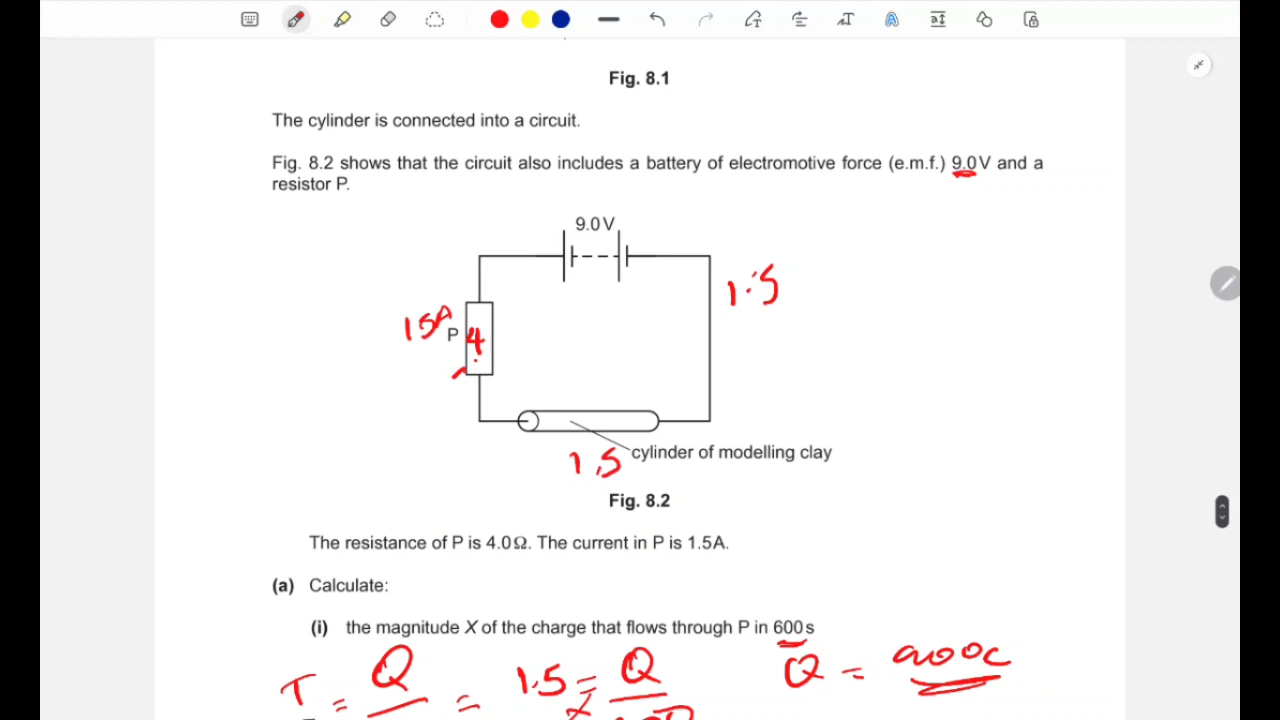 Fig. 8.1
The cylinder is connected into a circuit.
Fig. 8.2 shows that the circuit also includes a battery of electromotive force (e.m.f.) 9.0V and a
resistor P.
9.0V
1.5
15A
P
4
cylinder of modelling clay
1.5
Fig. 8.2
The resistance of P is 4.0Ω. The current in P is 1.5A.
(a) Calculate:
(i) the magnitude X of the charge that flows through P in 600s
I = Q = 1.5 = Q
Q = 900C